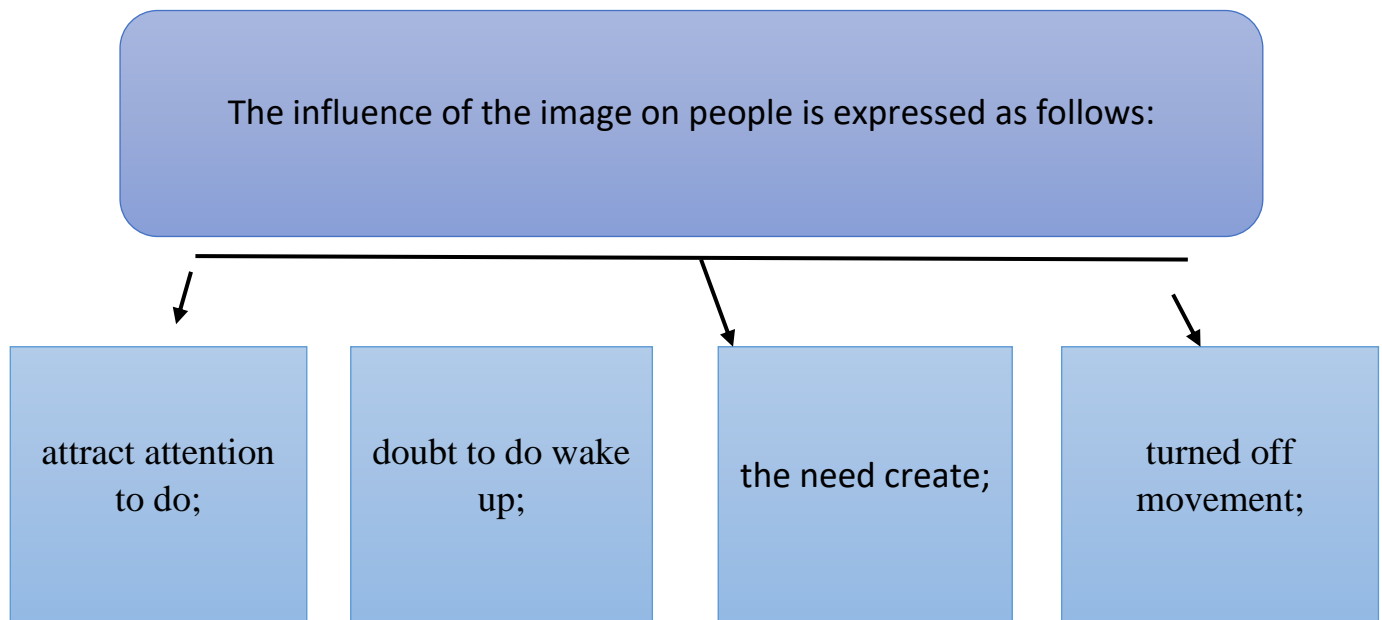 The influence of the image on people is expressed as follows:
attract attention
to do;
doubt to do wake
up;
the need create;
turned off
movement;